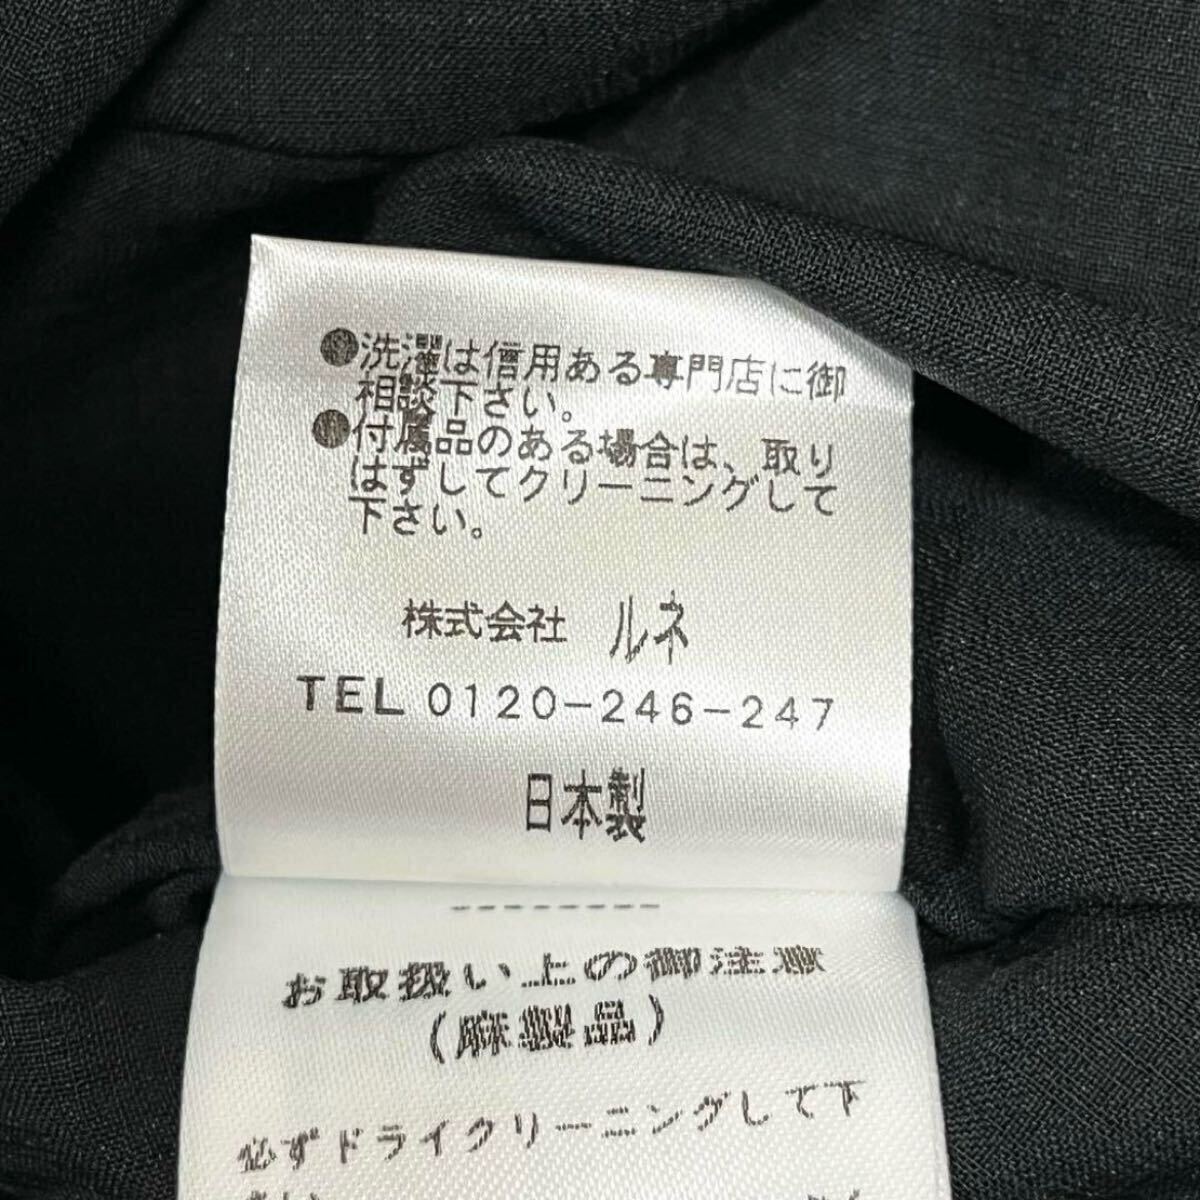 ●洗濯は信用ある専門店に御
相談下さい。
●付属品のある場合は、取り
はずしてクリーニングして
下さい。
株式会社 ルネ
TEL 0120-246-247
日本製
--------
お取扱い上の御注意
(麻製品)
必ずドライクリーニングして下